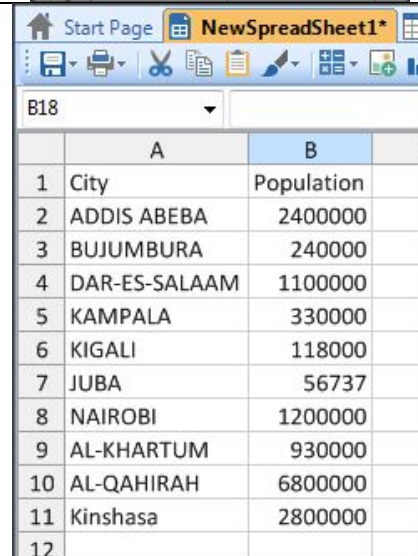 Start Page NewSpreadSheet1*
B18
A B
1 City Population
2 ADDIS ABEBA 2400000
3 BUJUMBURA 240000
4 DAR-ES-SALAAM 1100000
5 KAMPALA 330000
6 KIGALI 118000
7 JUBA 56737
8 NAIROBI 1200000
9 AL-KHARTUM 930000
10 AL-QAHIRAH 6800000
11 Kinshasa 2800000
12